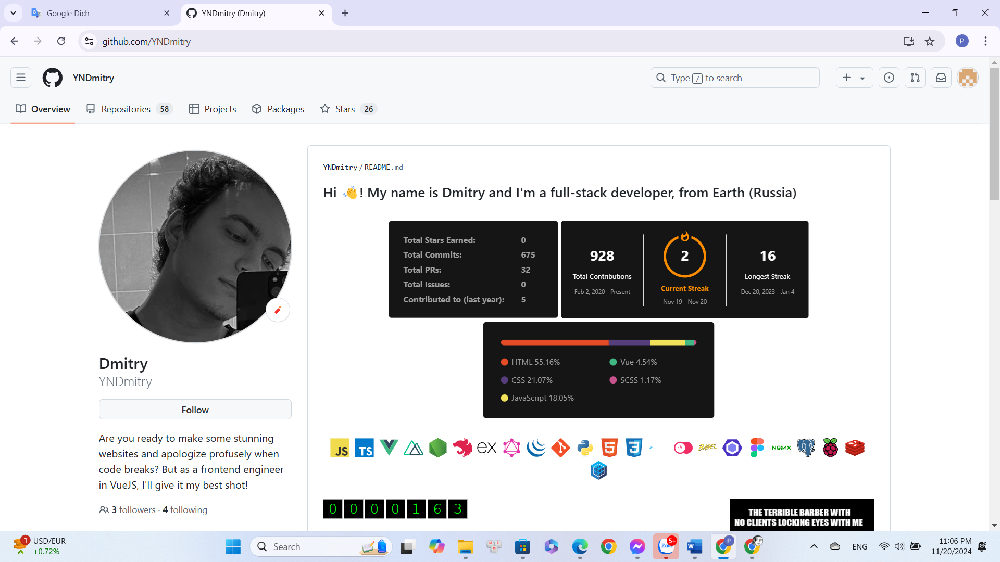 Google Dịch
YNDmitry (Dmitry)
github.com/YNDmitry
P
YNDmitry
Type / to search
Overview
Repositories 58
Projects
Packages
Stars 26
YNDmitry / README.md
Hi 👋! My name is Dmitry and I'm a full-stack developer, from Earth (Russia)
Total Stars Earned: 0
Total Commits: 675
Total PRs: 32
Total Issues: 0
Contributed to (last year): 5
928
Total Contributions
Feb 2, 2020 - Present
2
Current Streak
Nov 19 - Nov 20
16
Longest Streak
Dec 20, 2023 - Jan 4
HTML 55.16%
Vue 4.54%
CSS 21.07%
SCSS 1.17%
JavaScript 18.05%
JS TS ex 5 3 BABEL NGINX
0 0 0 0 1 6 3
THE TERRIBLE BARBER WITH
NO CLIENTS LOCKING EYES WITH ME
Dmitry
YNDmitry
Follow
Are you ready to make some stunning
websites and apologize profusely when
code breaks? But as a frontend engineer
in VueJS, I'll give it my best shot!
3 followers · 4 following
1
USD/EUR
+0.72%
Search
Zalo
5+
W
P
ENG
11:06 PM
11/20/2024